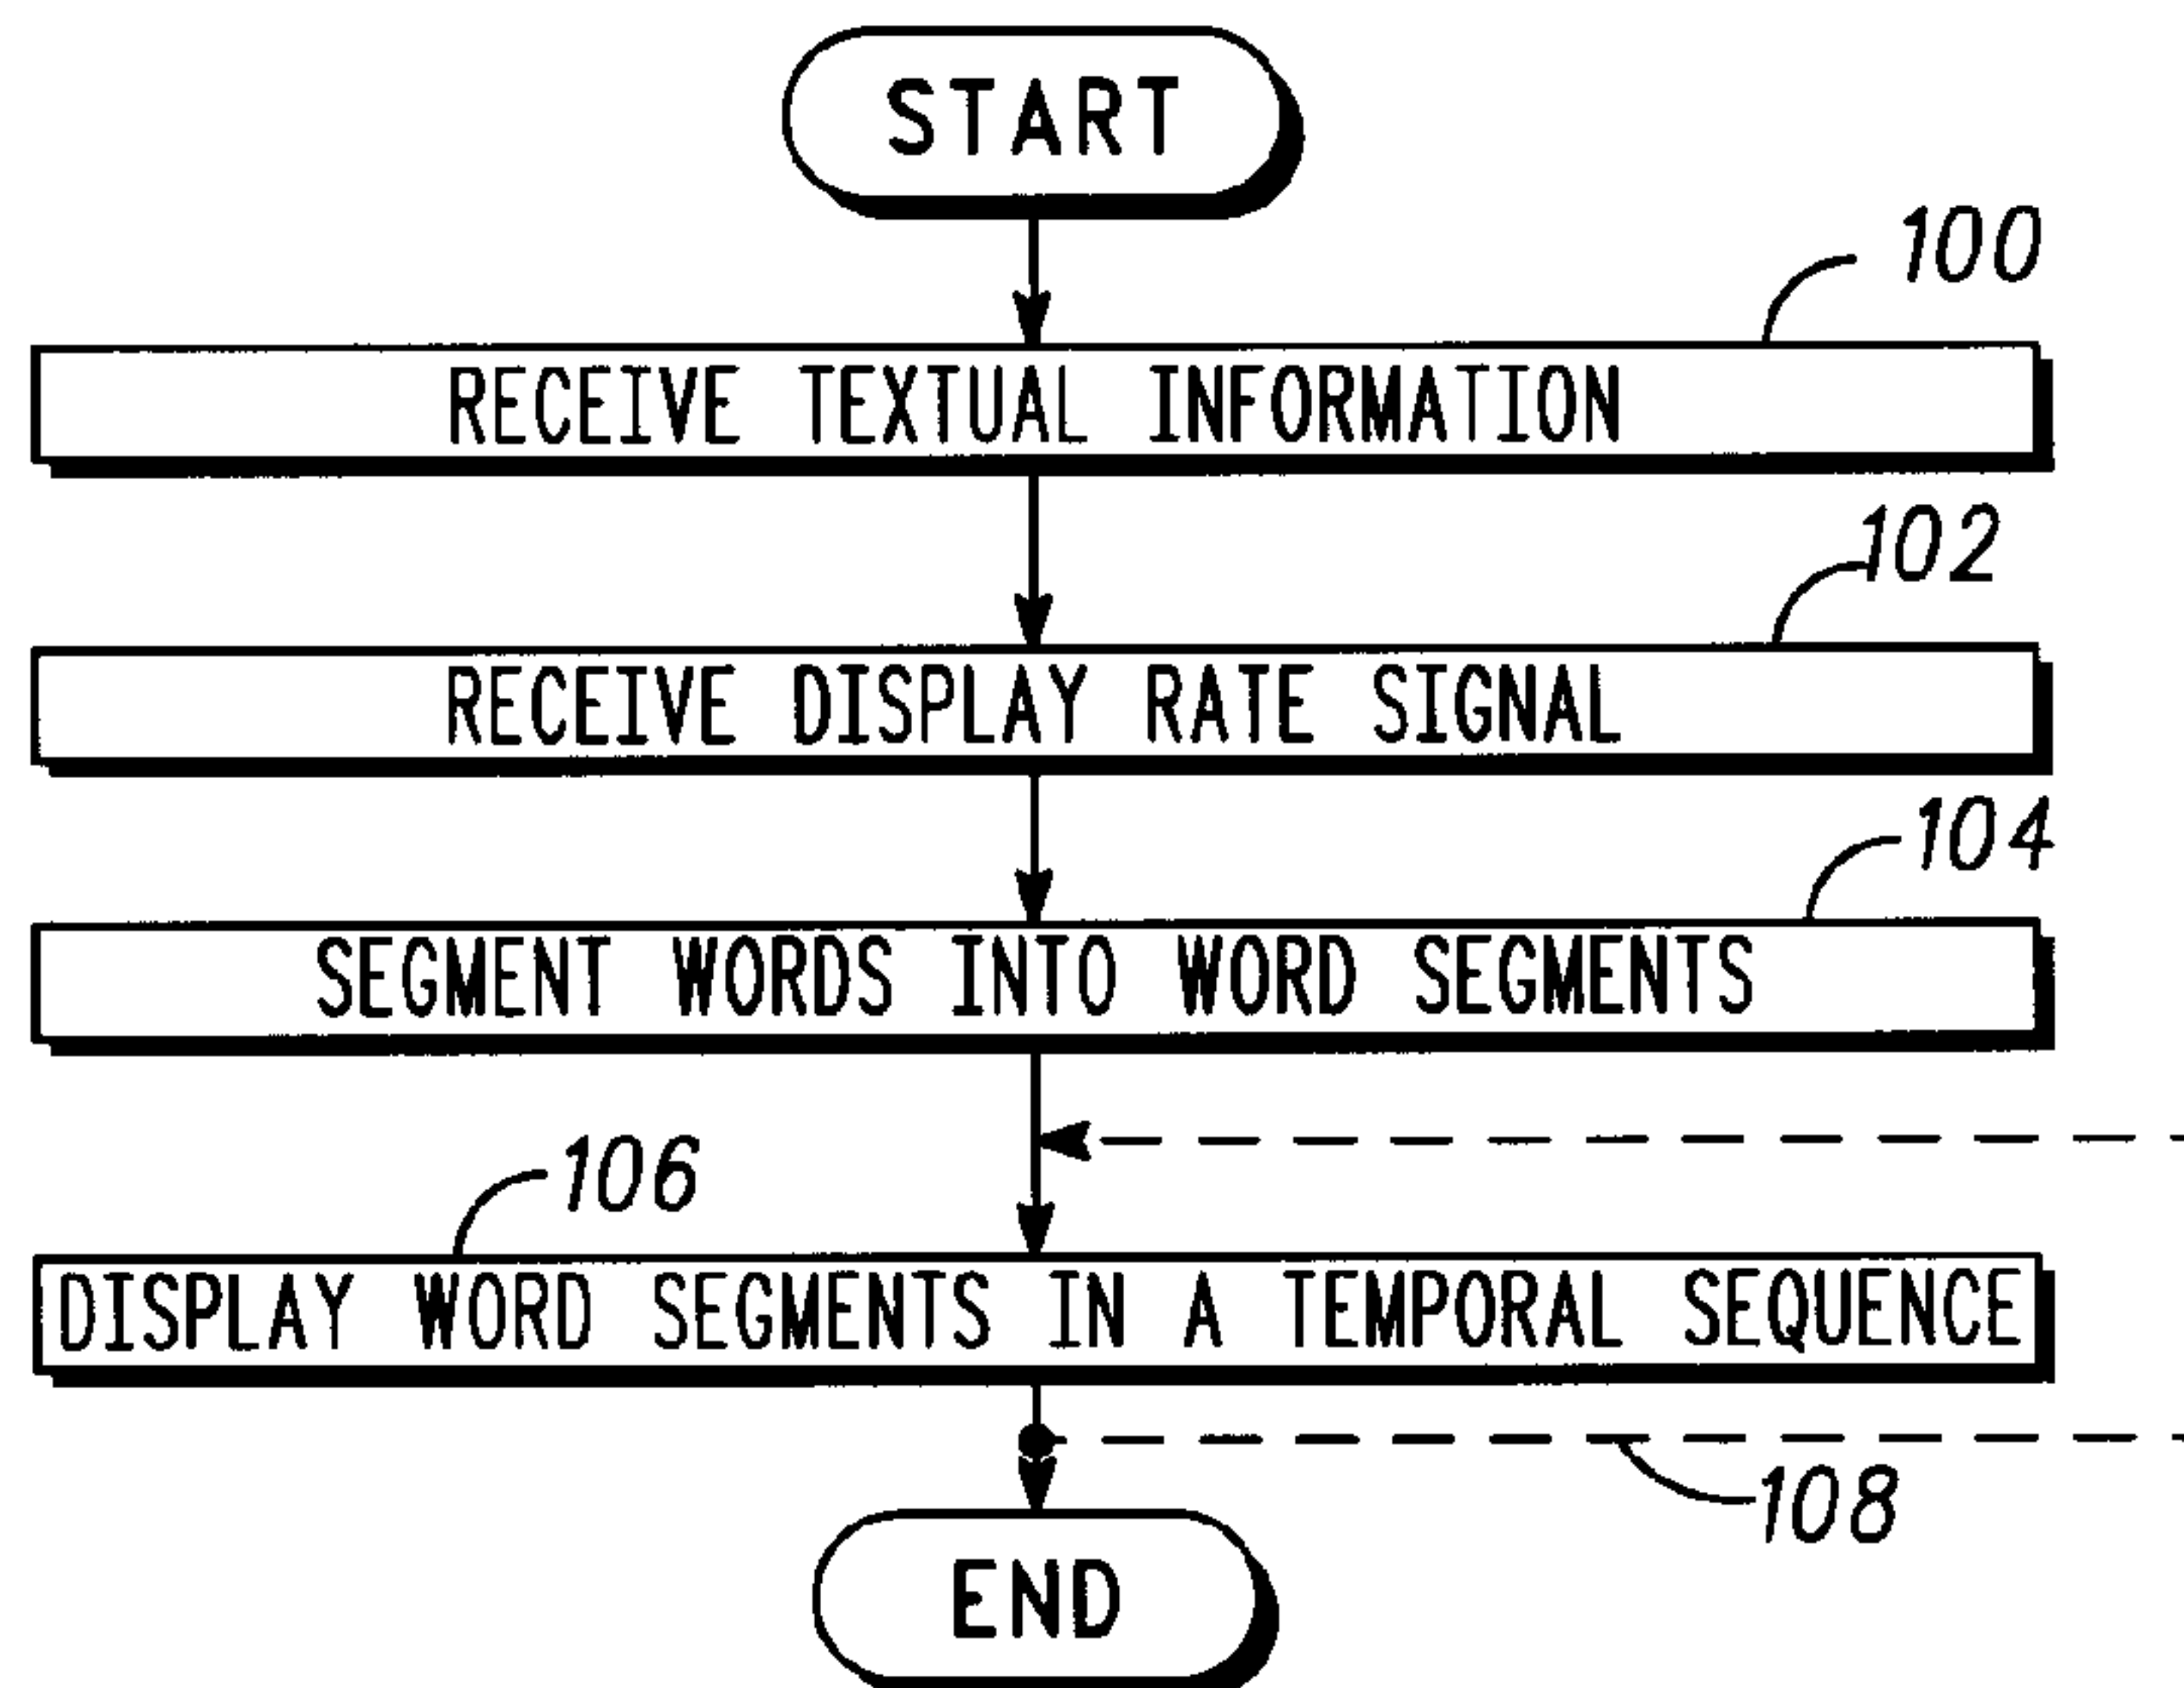 START
100
RECEIVE TEXTUAL INFORMATION
102
RECEIVE DISPLAY RATE SIGNAL
104
SEGMENT WORDS INTO WORD SEGMENTS
106
DISPLAY WORD SEGMENTS IN A TEMPORAL SEQUENCE
108
END